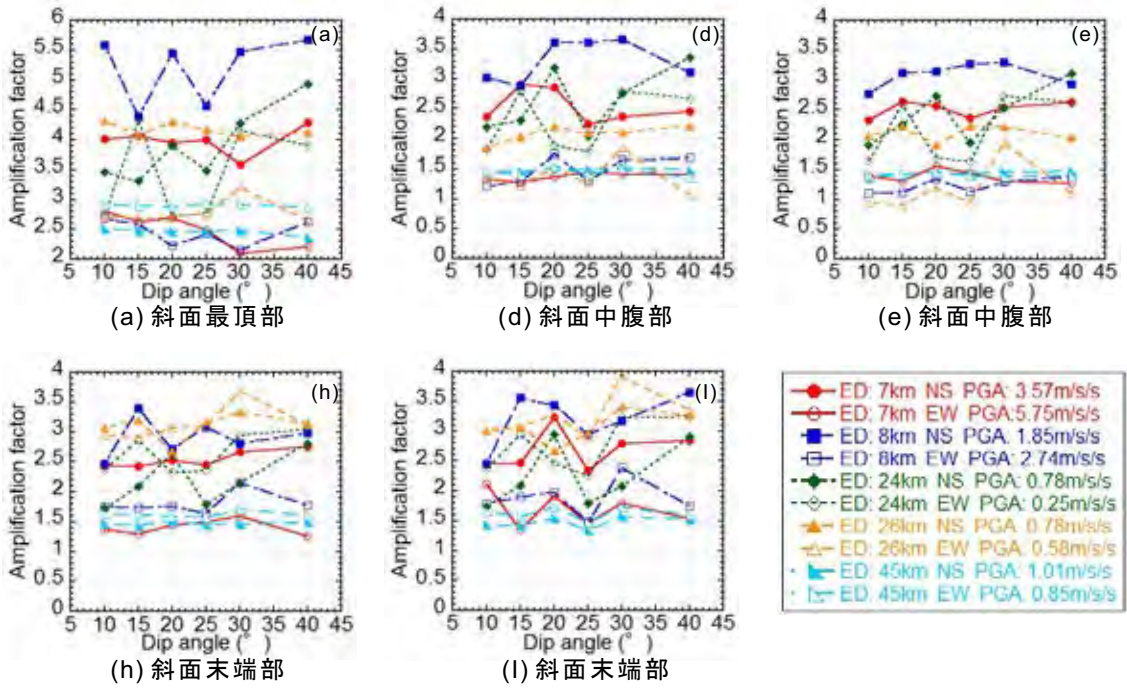 6
5.5
5
4.5
4
3.5
3
2.5
2
Amplification factor
(a)
5 10 15 20 25 30 35 40 45
Dip angle (° )
(a) 斜面最頂部
4
3.5
3
2.5
2
1.5
1
0.5
0
Amplification factor
(d)
5 10 15 20 25 30 35 40 45
Dip angle (° )
(d) 斜面中腹部
4
3.5
3
2.5
2
1.5
1
0.5
0
Amplification factor
(e)
5 10 15 20 25 30 35 40 45
Dip angle (° )
(e) 斜面中腹部
4
3.5
3
2.5
2
1.5
1
0.5
0
Amplification factor
(h)
5 10 15 20 25 30 35 40 45
Dip angle (° )
(h) 斜面末端部
4
3.5
3
2.5
2
1.5
1
0.5
0
Amplification factor
(l)
5 10 15 20 25 30 35 40 45
Dip angle (° )
(l) 斜面末端部
ED: 7km NS PGA: 3.57m/s/s
ED: 7km EW PGA:5.75m/s/s
ED: 8km NS PGA: 1.85m/s/s
ED: 8km EW PGA: 2.74m/s/s
ED: 24km NS PGA: 0.78m/s/s
ED: 24km EW PGA: 0.25m/s/s
ED: 26km NS PGA: 0.78m/s/s
ED: 26km EW PGA: 0.58m/s/s
ED: 45km NS PGA: 1.01m/s/s
ED: 45km EW PGA: 0.85m/s/s